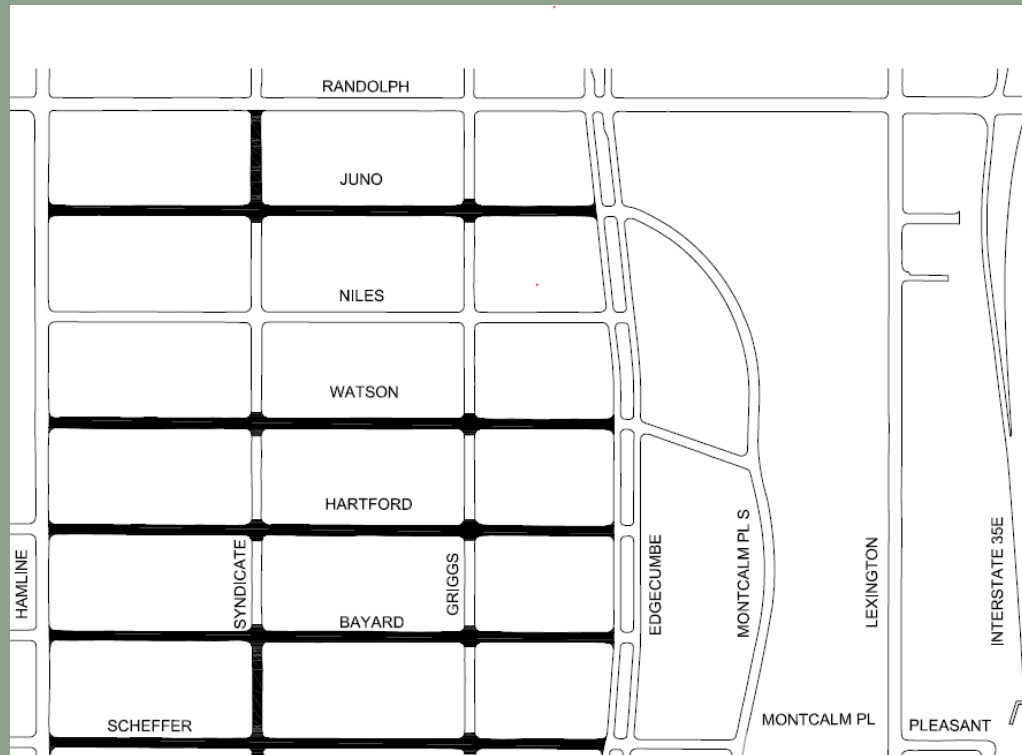 RANDOLPH
JUNO
NILES
WATSON
HARTFORD
HAMLINE
SYNDICATE
GRIGGS
BAYARD
EDGECUMBE
MONTCALM PL S
LEXINGTON
INTERSTATE 35E
SCHEFFER
MONTCALM PL
PLEASANT